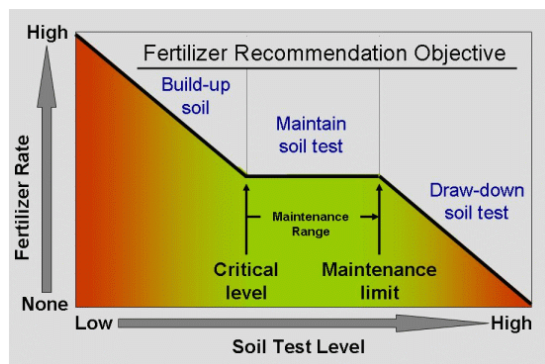 High
Fertilizer Recommendation Objective
Build-up
soil
Maintain
soil test
Draw-down
soil test
Fertilizer Rate
Maintenance
Range
Critical
level
Maintenance
limit
None
Low
High
Soil Test Level